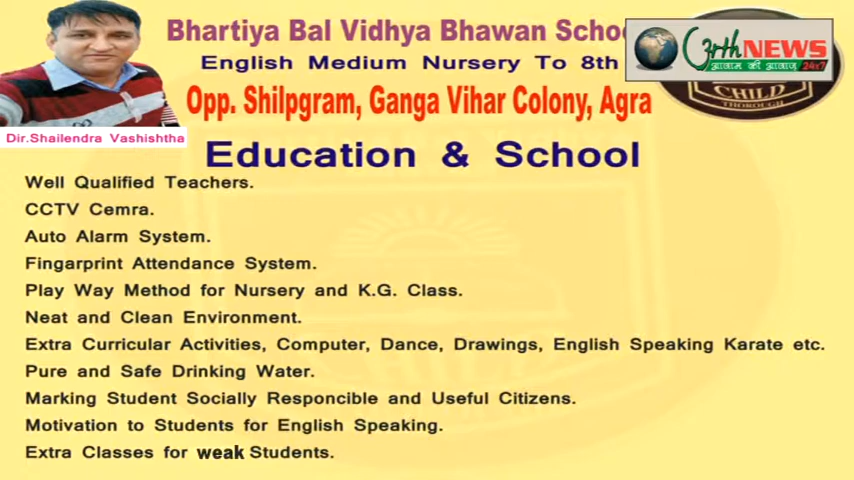 Bhartiya Bal Vidhya Bhawan
English Medium Nursery To 8th
Opp. Shilpgram, Ganga Vihar Colony, Agra
NEWS
आवाम की आवाज़ 24x7
CHILD
THOROUGH
Dir.Shailendra Vashishtha
Education & School
Well Qualified Teachers.
CCTV Cemra.
Auto Alarm System.
Fingarprint Attendance System.
Play Way Method for Nursery and K.G. Class.
Neat and Clean Environment.
Extra Curricular Activities, Computer, Dance, Drawings, English Speaking Karate etc.
Pure and Safe Drinking Water.
Marking Student Socially Responcible and Useful Citizens.
Motivation to Students for English Speaking.
Extra Classes for weak Students.